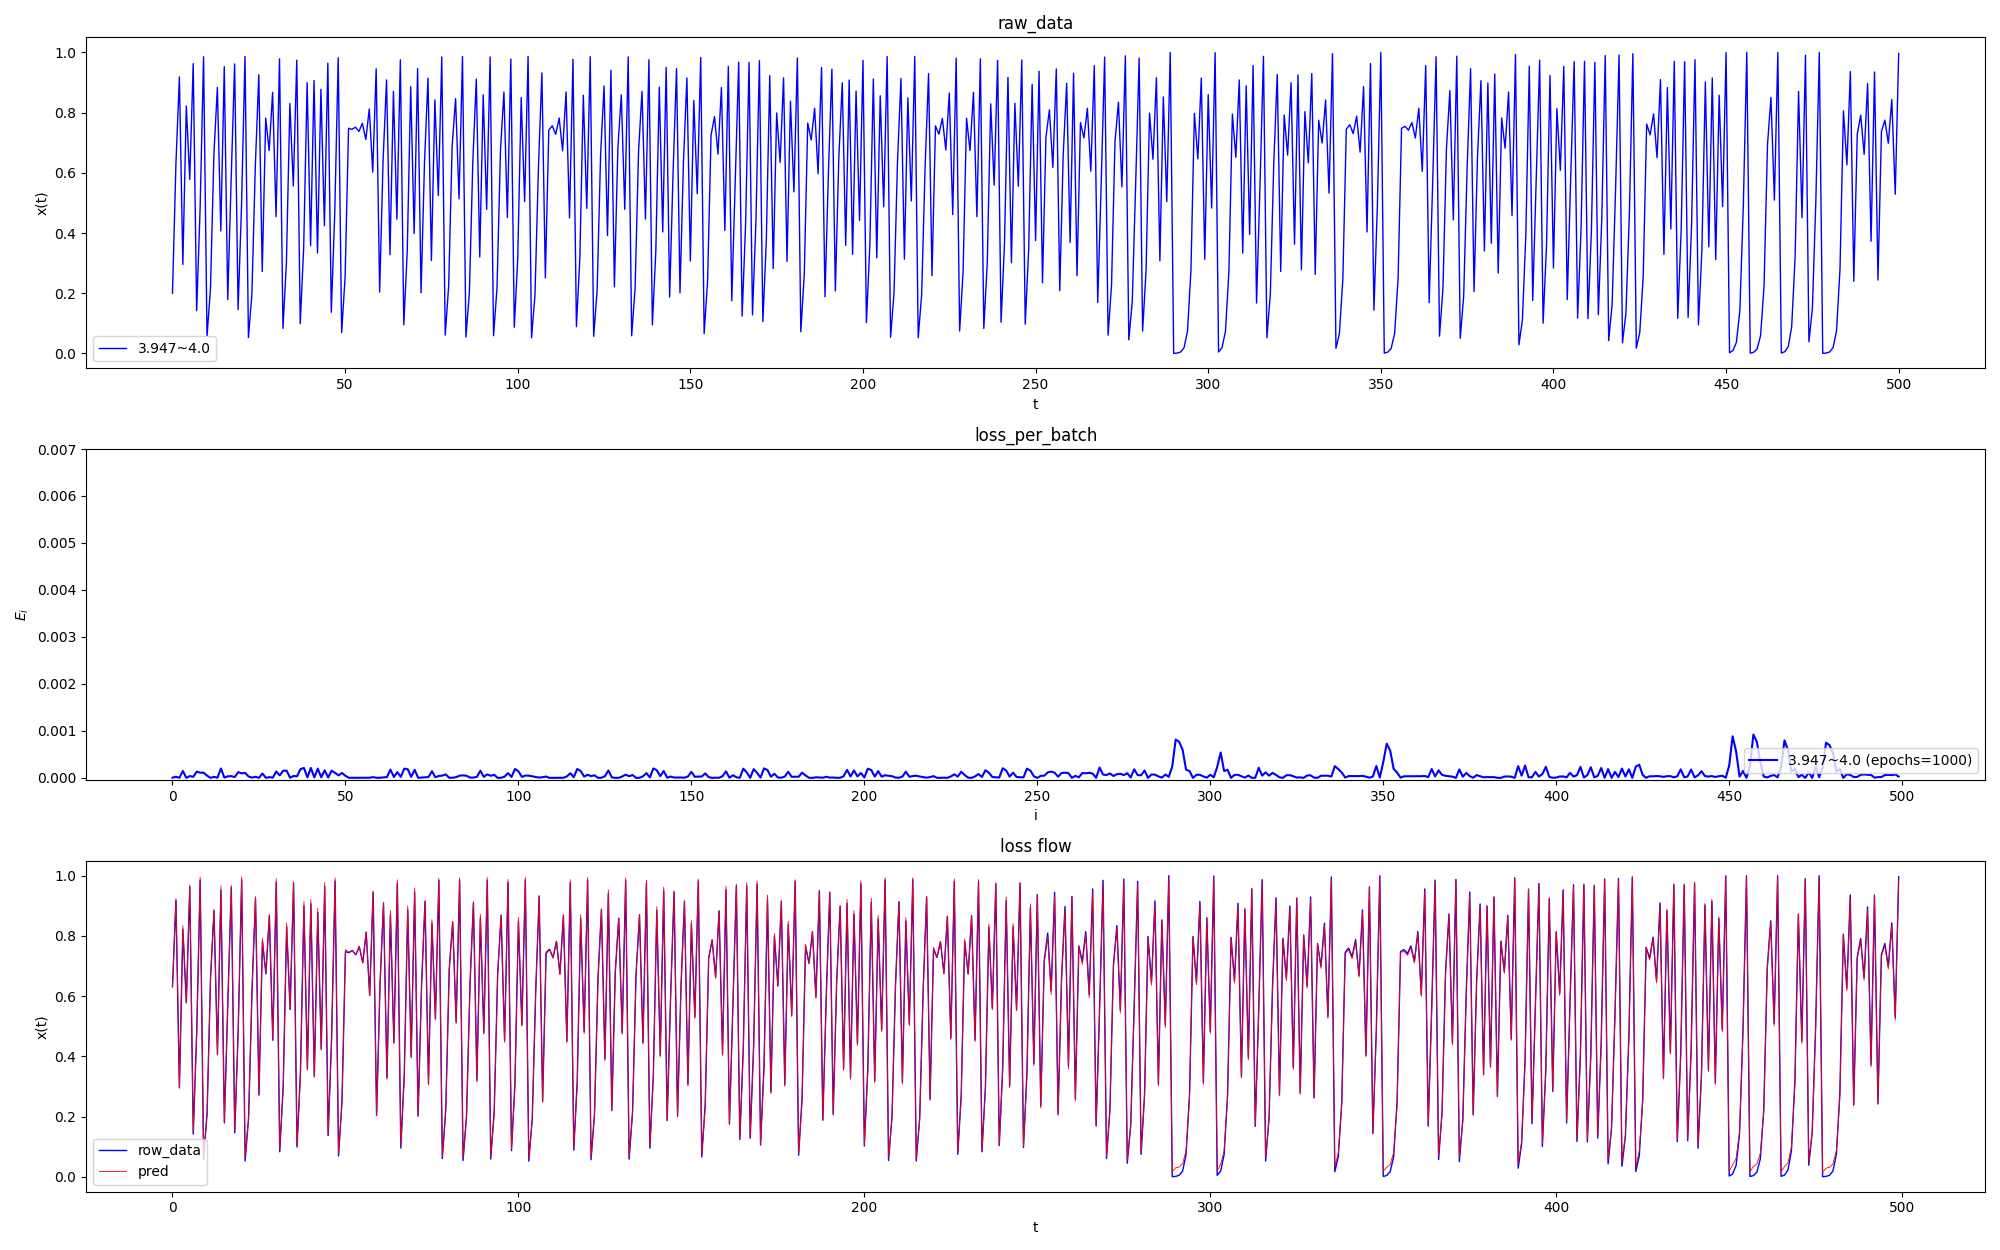 raw_data
1.0
0.8
0.6
0.4
0.2
0.0
x(t)
3.947~4.0
50 100 150 200 250 300 350 400 450 500
t
loss_per_batch
0.007
0.006
0.005
0.004
0.003
0.002
0.001
0.000
E_i
3.947~4.0 (epochs=1000)
0 50 100 150 200 250 300 350 400 450 500
i
loss flow
1.0
0.8
0.6
0.4
0.2
0.0
x(t)
row_data
pred
0 100 200 300 400 500
t